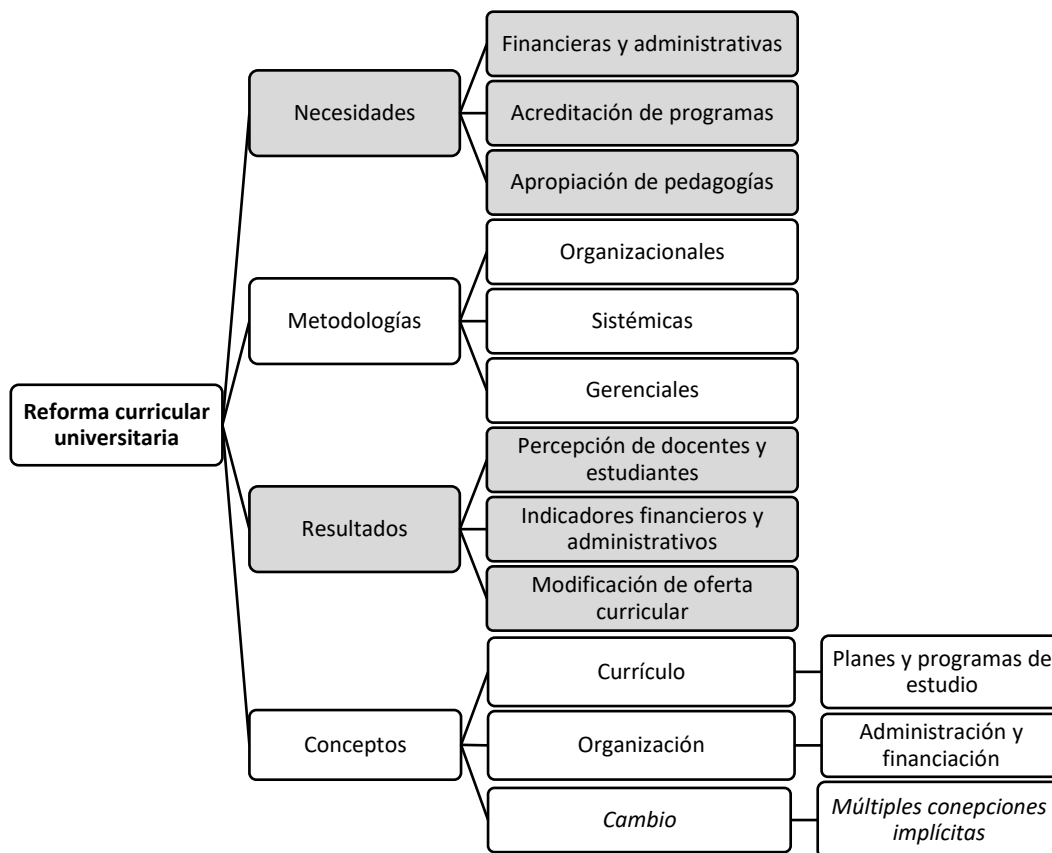 Reforma curricular
universitaria
Necesidades
Financieras y administrativas
Acreditación de programas
Apropiación de pedagogías
Metodologías
Organizacionales
Sistémicas
Gerenciales
Resultados
Percepción de docentes y
estudiantes
Indicadores financieros y
administrativos
Modificación de oferta
curricular
Conceptos
Currículo
Planes y programas de
estudio
Organización
Administración y
financiación
Cambio
Múltiples conepciones
implícitas